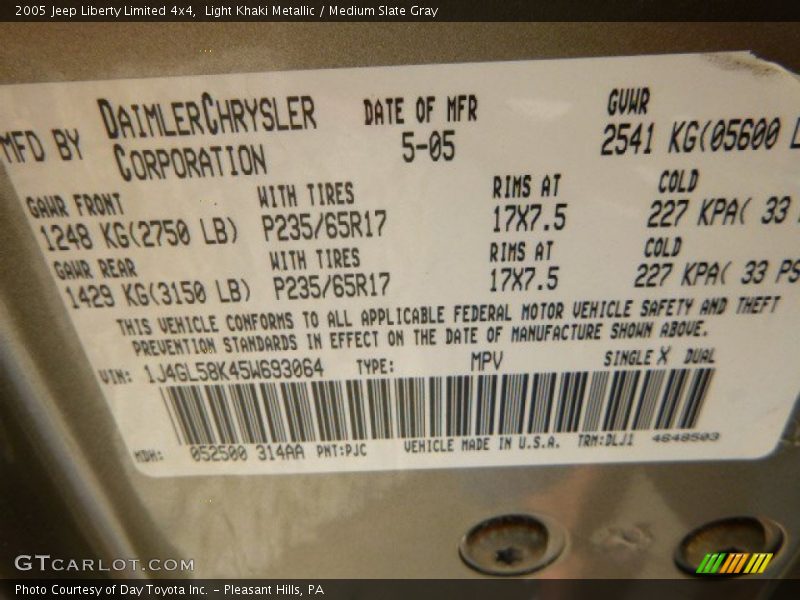 2005 Jeep Liberty Limited 4x4,  Light Khaki Metallic / Medium Slate Gray
MFD BY DAIMLERCHRYSLER CORPORATION
DATE OF MFR
5-05
GVWR
2541 KG(05600 L
GAWR FRONT
1248 KG(2750 LB)
WITH TIRES
P235/65R17
RIMS AT
17X7.5
COLD
227 KPA( 33
GAWR REAR
1429 KG(3150 LB)
WITH TIRES
P235/65R17
RIMS AT
17X7.5
COLD
227 KPA( 33 PS
THIS VEHICLE CONFORMS TO ALL APPLICABLE FEDERAL MOTOR VEHICLE SAFETY AND THEFT
PREVENTION STANDARDS IN EFFECT ON THE DATE OF MANUFACTURE SHOWN ABOVE.
VIN: 1J4GL58K45W693064 TYPE: MPV SINGLE X DUAL
MDH: 052500 314AA PNT:PJC VEHICLE MADE IN U.S.A. TRM:DLJ1 4648503
GTCARLOT.COM
Photo Courtesy of Day Toyota Inc. - Pleasant Hills, PA